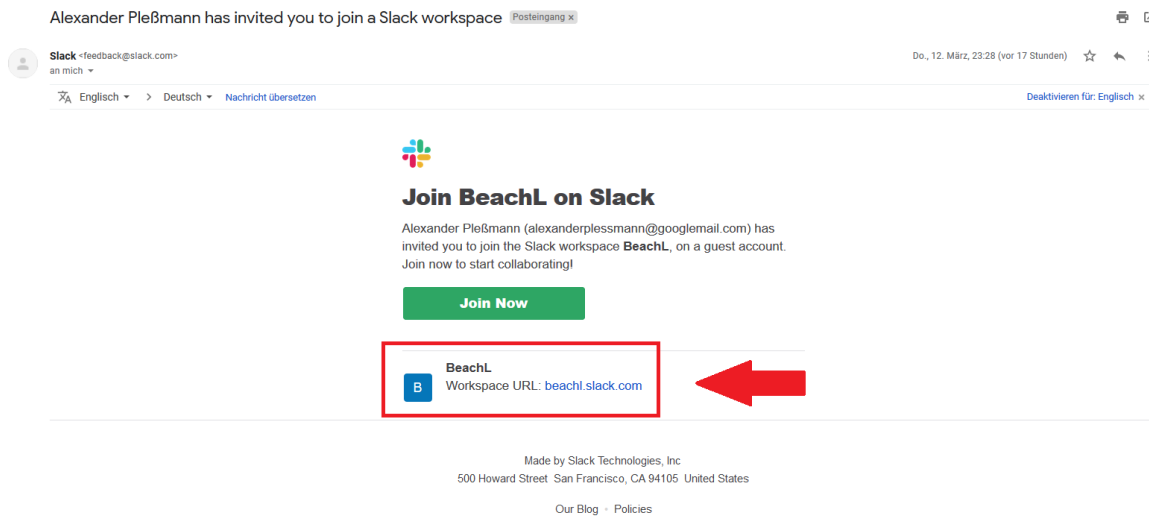 Alexander Pleßmann has invited you to join a Slack workspace Posteingang ×
Slack <feedback@slack.com> Do., 12. März, 23:28 (vor 17 Stunden)
an mich
Englisch > Deutsch Nachricht übersetzen Deaktivieren für: Englisch ×
Join BeachL on Slack
Alexander Pleßmann (alexanderplessmann@googlemail.com) has
invited you to join the Slack workspace BeachL, on a guest account.
Join now to start collaborating!
Join Now
BeachL
B Workspace URL: beachl.slack.com
Made by Slack Technologies, Inc
500 Howard Street San Francisco, CA 94105 United States
Our Blog · Policies